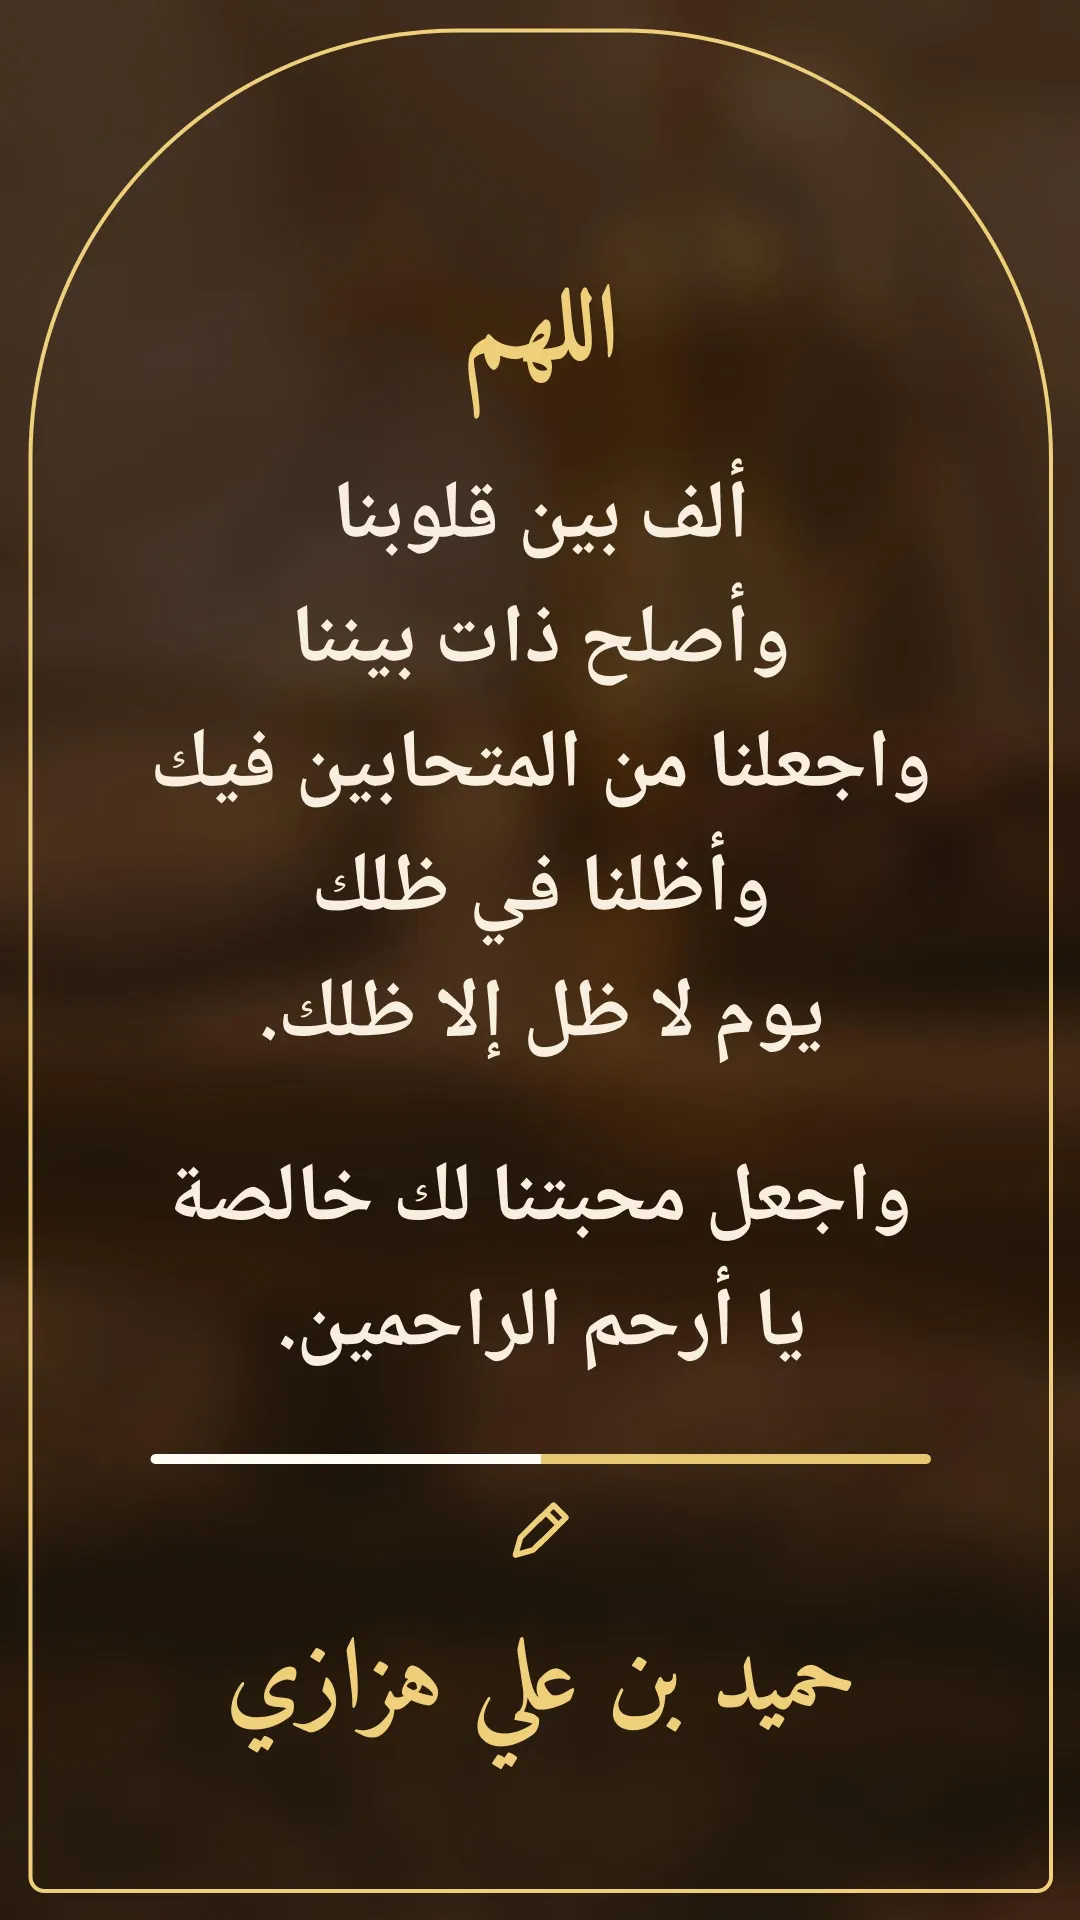 اللهم
ألف بين قلوبنا
وأصلح ذات بيننا
واجعلنا من المتحابين فيك
وأظلنا في ظلك
يوم لا ظل إلا ظلك.
واجعل محبتنا لك خالصة
يا أرحم الراحمين.
حميد بن علي هزازي